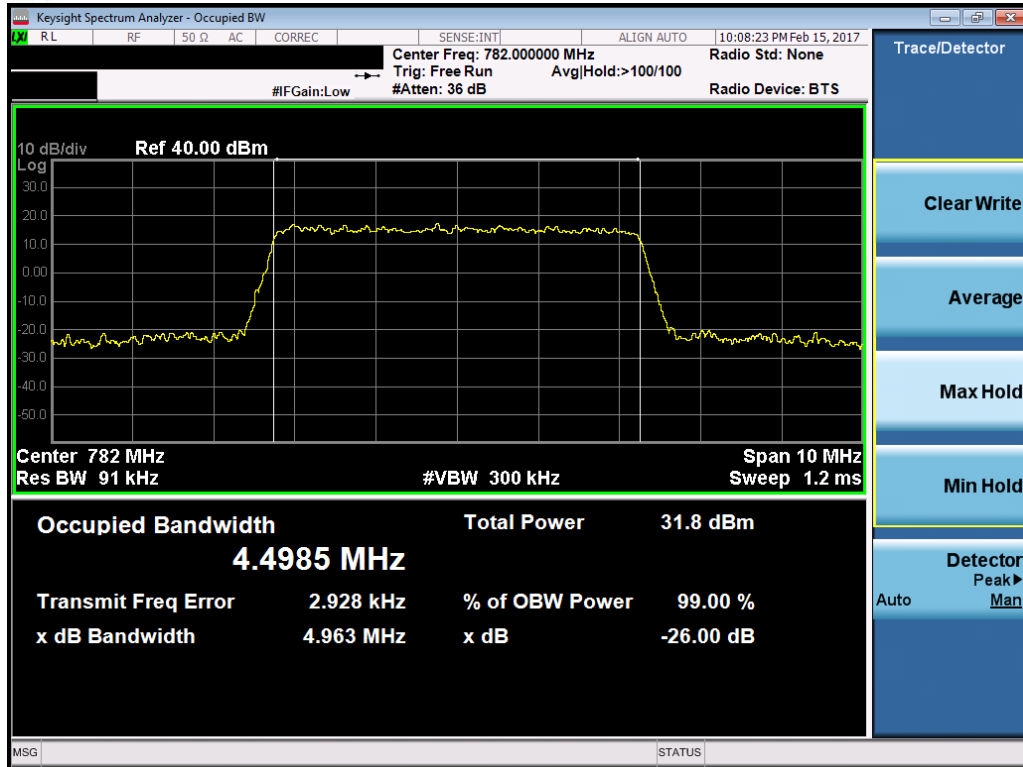 Keysight Spectrum Analyzer - Occupied BW
LXI RL RF 50 Ω AC CORREC SENSE:INT ALIGN AUTO 10:08:23 PM Feb 15, 2017
Center Freq: 782.000000 MHz Radio Std: None
Trig: Free Run Avg|Hold:>100/100
#IFGain:Low #Atten: 36 dB Radio Device: BTS
10 dB/div Ref 40.00 dBm
Log
30.0
20.0
10.0
0.00
-10.0
-20.0
-30.0
-40.0
-50.0
Center 782 MHz Span 10 MHz
Res BW 91 kHz #VBW 300 kHz Sweep 1.2 ms
Occupied Bandwidth Total Power 31.8 dBm
4.4985 MHz
Transmit Freq Error 2.928 kHz % of OBW Power 99.00 %
x dB Bandwidth 4.963 MHz x dB -26.00 dB
MSG STATUS
Trace/Detector
Clear Write
Average
Max Hold
Min Hold
Detector
Peak▶
Auto Man